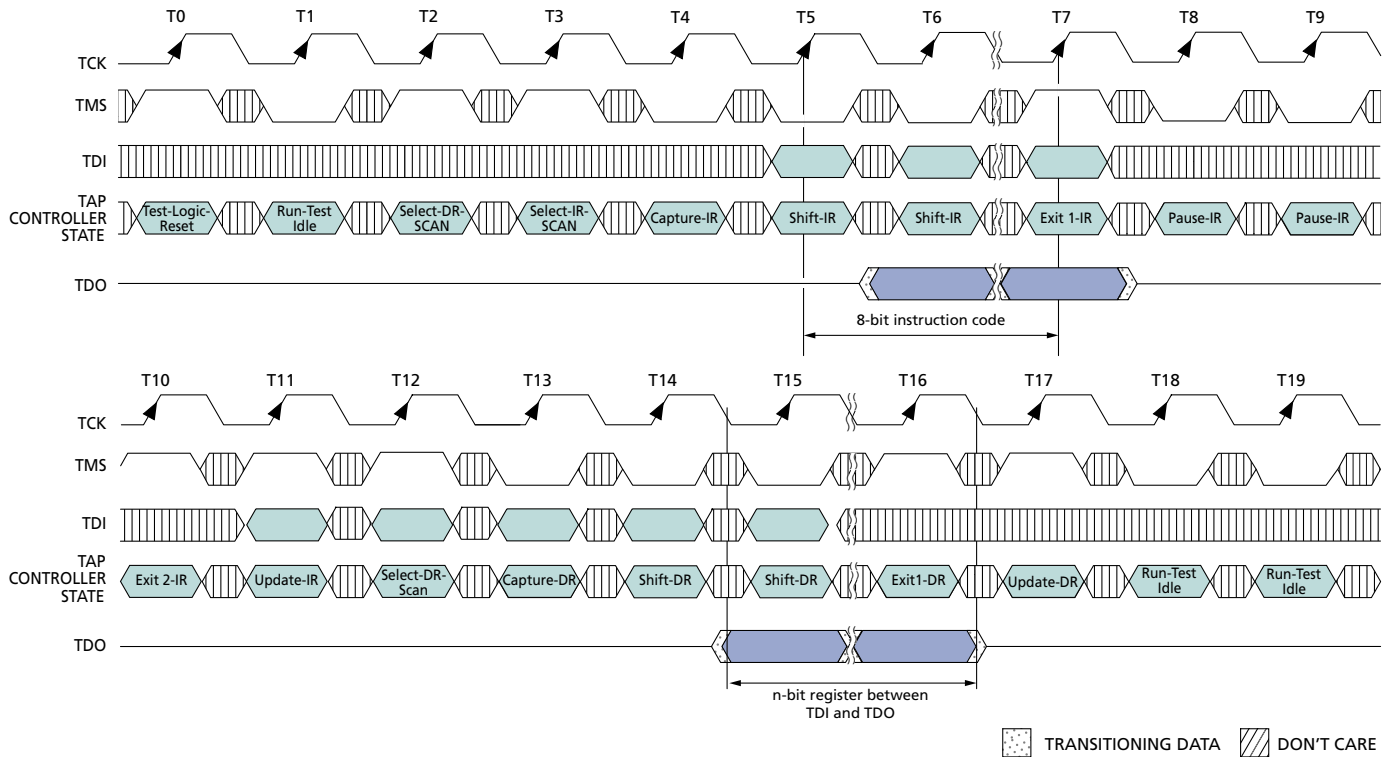 T0 T1 T2 T3 T4 T5 T6 T7 T8 T9
TCK
TMS
TDI
TAP
CONTROLLER
STATE
Test-Logic-
Reset
Run-Test
Idle
Select-DR-
SCAN
Select-IR-
SCAN
Capture-IR
Shift-IR
Shift-IR
Exit 1-IR
Pause-IR
Pause-IR
TDO
8-bit instruction code
T10 T11 T12 T13 T14 T15 T16 T17 T18 T19
TCK
TMS
TDI
TAP
CONTROLLER
STATE
Exit 2-IR
Update-IR
Select-DR-
Scan
Capture-DR
Shift-DR
Shift-DR
Exit1-DR
Update-DR
Run-Test
Idle
Run-Test
Idle
TDO
n-bit register between
TDI and TDO
TRANSITIONING DATA
DON'T CARE